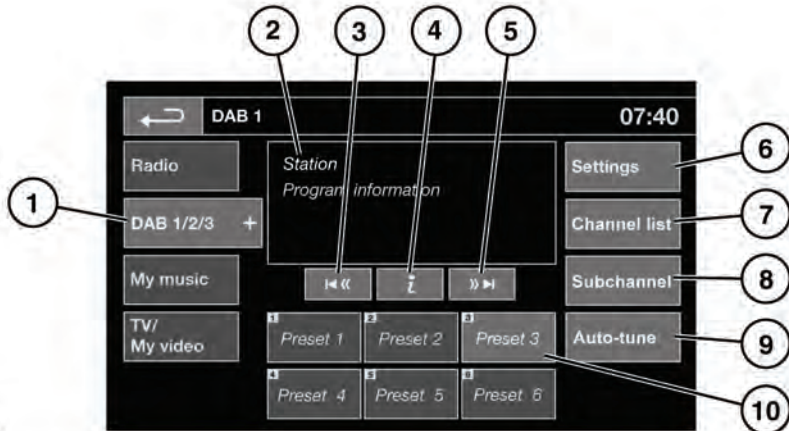 2 3 4 5
DAB 1 07:40
Radio
Station
Settings
6
Program information
1
DAB 1/2/3 +
Channel list
7
My music
i
Subchannel
8
TV/
My video
1 Preset 1
2 Preset 2
3 Preset 3
Auto-tune
9
4 Preset 4
5 Preset 5
6 Preset 6
10